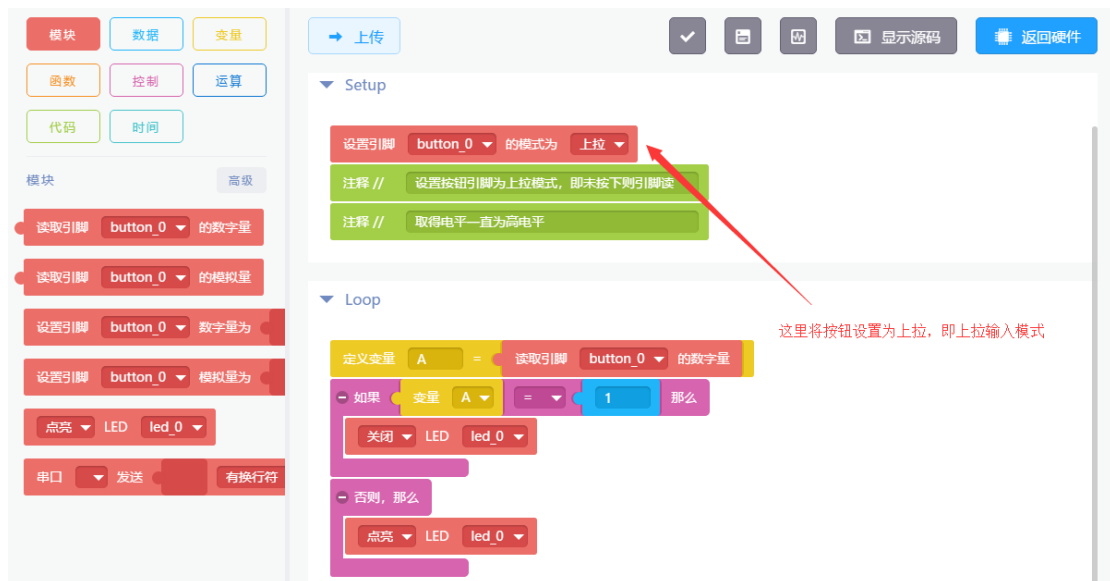 模块 数据 变量
函数 控制 运算
代码 时间
模块 高级
读取引脚 button_0 的数字量
读取引脚 button_0 的模拟量
设置引脚 button_0 数字量为
设置引脚 button_0 模拟量为
点亮 LED led_0
串口 发送 有换行符
上传 显示源码 返回硬件
Setup
设置引脚 button_0 的模式为 上拉
注释 // 设置按钮引脚为上拉模式，即未按下则引脚读
注释 // 取得电平一直为高电平
Loop
这里将按钮设置为上拉，即上拉输入模式
定义变量 A = 读取引脚 button_0 的数字量
如果 变量 A = 1 那么
关闭 LED led_0
否则，那么
点亮 LED led_0